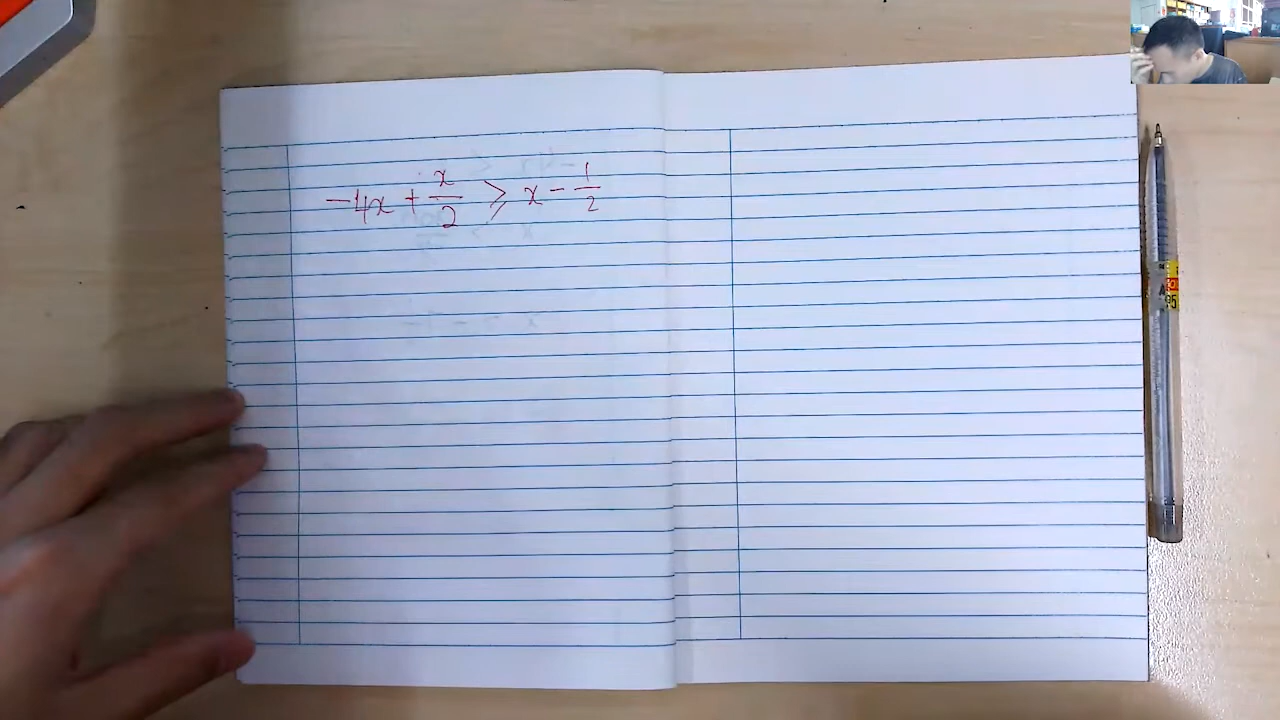 -4x + x/2 ⩾ x - 1/2